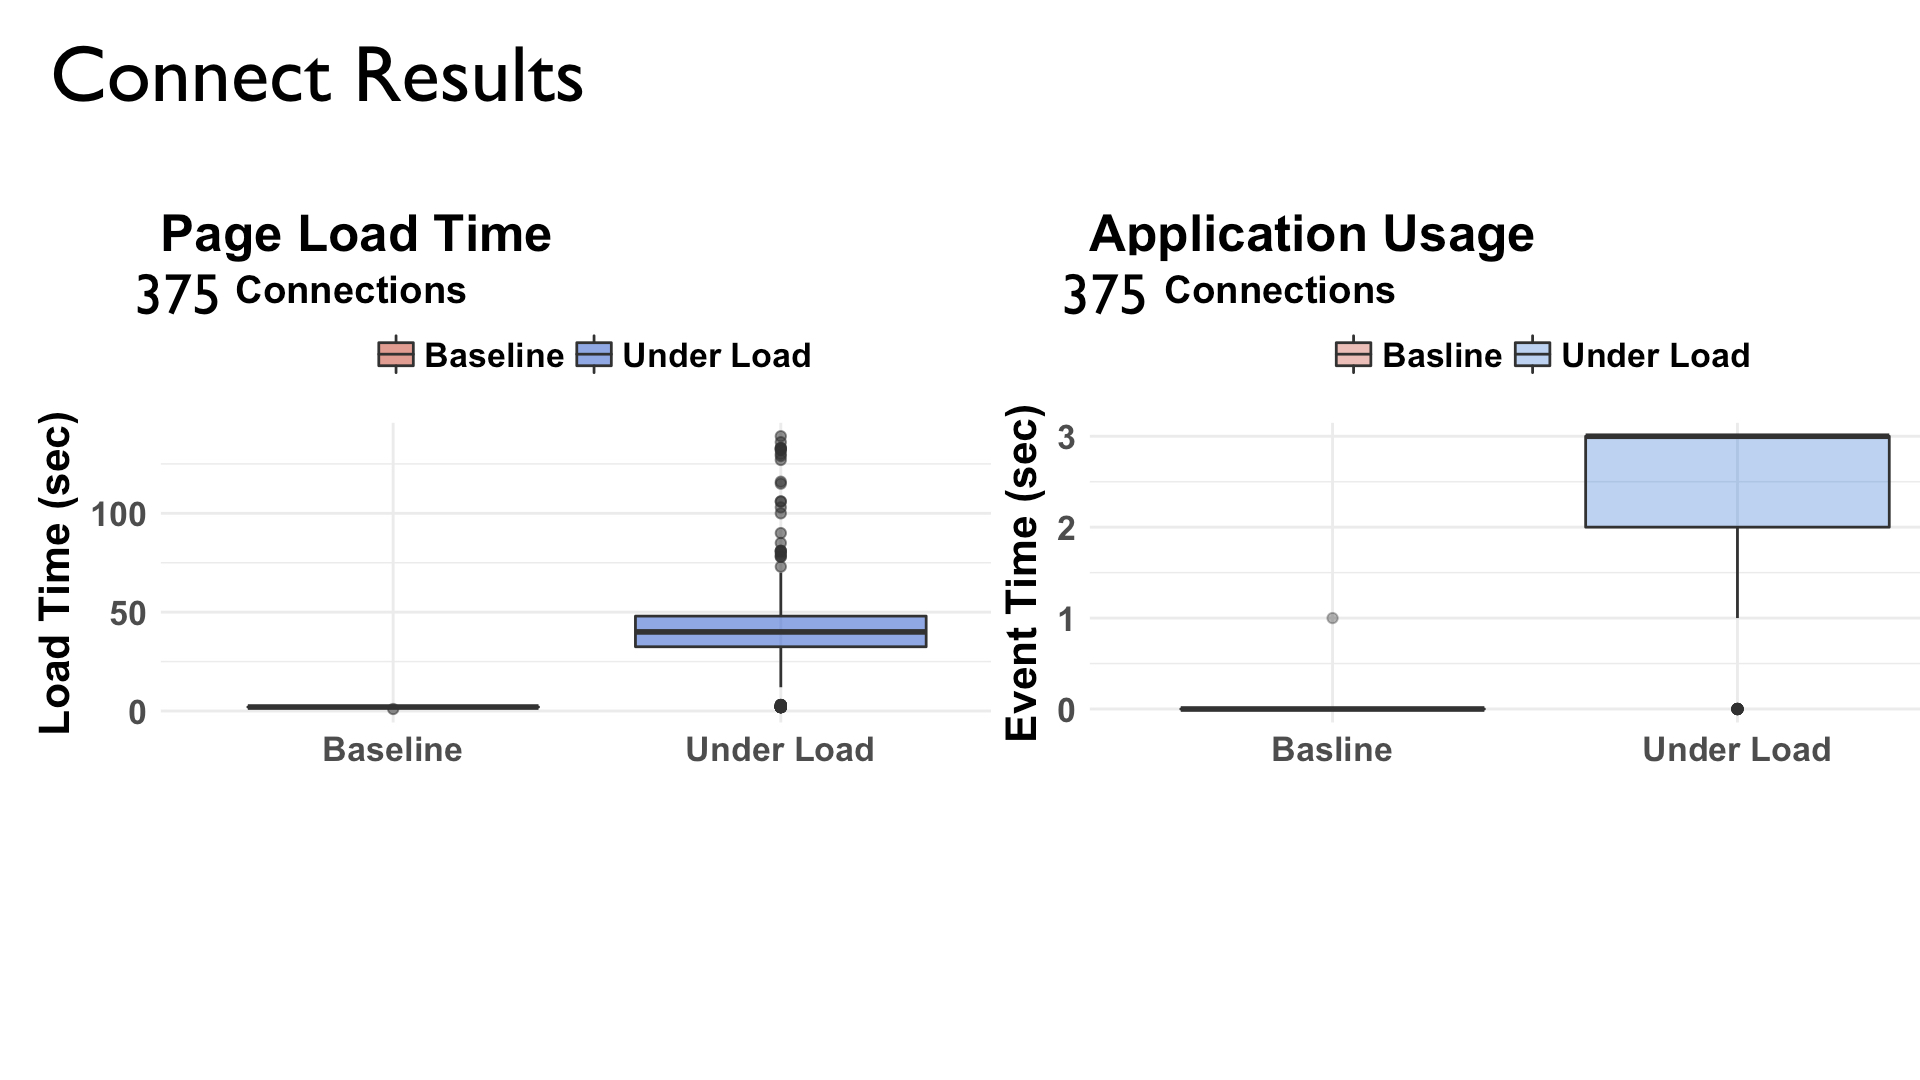 Connect Results
Page Load Time
375 Connections
Baseline Under Load
Load Time (sec)
100
50
0
Baseline Under Load
Application Usage
375 Connections
Basline Under Load
Event Time (sec)
3
2
1
0
Basline Under Load